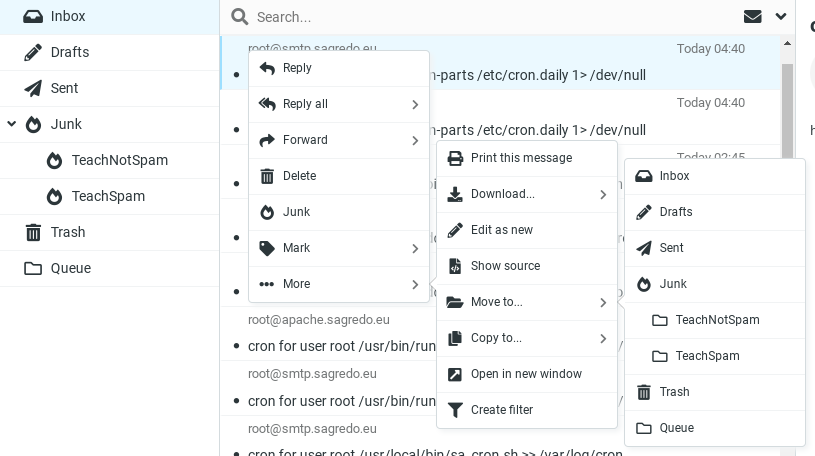 Inbox
Drafts
Sent
Junk
TeachNotSpam
TeachSpam
Trash
Queue
Search...
root@smtp.sagredo.eu
Today 04:40
n-parts /etc/cron.daily 1> /dev/null
Today 04:40
n-parts /etc/cron.daily 1> /dev/null
Today 02:45
root@apache.sagredo.eu
cron for user root /usr/bin/run
root@smtp.sagredo.eu
cron for user root /usr/bin/run
root@smtp.sagredo.eu
cron for user root /usr/local/bin/sa_cron.sh >> /var/log/cron
Reply
Reply all
Forward
Delete
Junk
Mark
More
Print this message
Download...
Edit as new
Show source
Move to...
Copy to...
Open in new window
Create filter
Inbox
Drafts
Sent
Junk
TeachNotSpam
TeachSpam
Trash
Queue